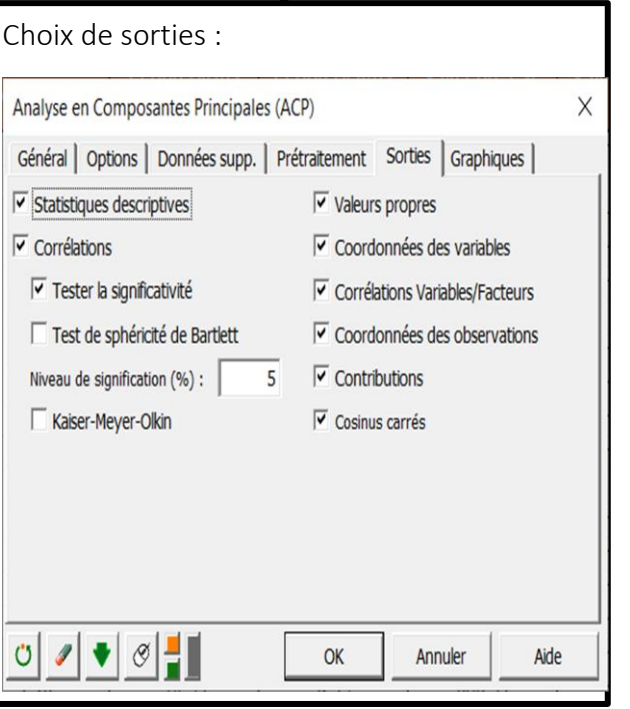 Choix de sorties :
Analyse en Composantes Principales (ACP)
Général Options Données supp. Prétraitement Sorties Graphiques
Statistiques descriptives
Corrélations
Tester la significativité
Test de sphéricité de Bartlett
Niveau de signification (%) : 5
Kaiser-Meyer-Olkin
Valeurs propres
Coordonnées des variables
Corrélations Variables/Facteurs
Coordonnées des observations
Contributions
Cosinus carrés
OK Annuler Aide